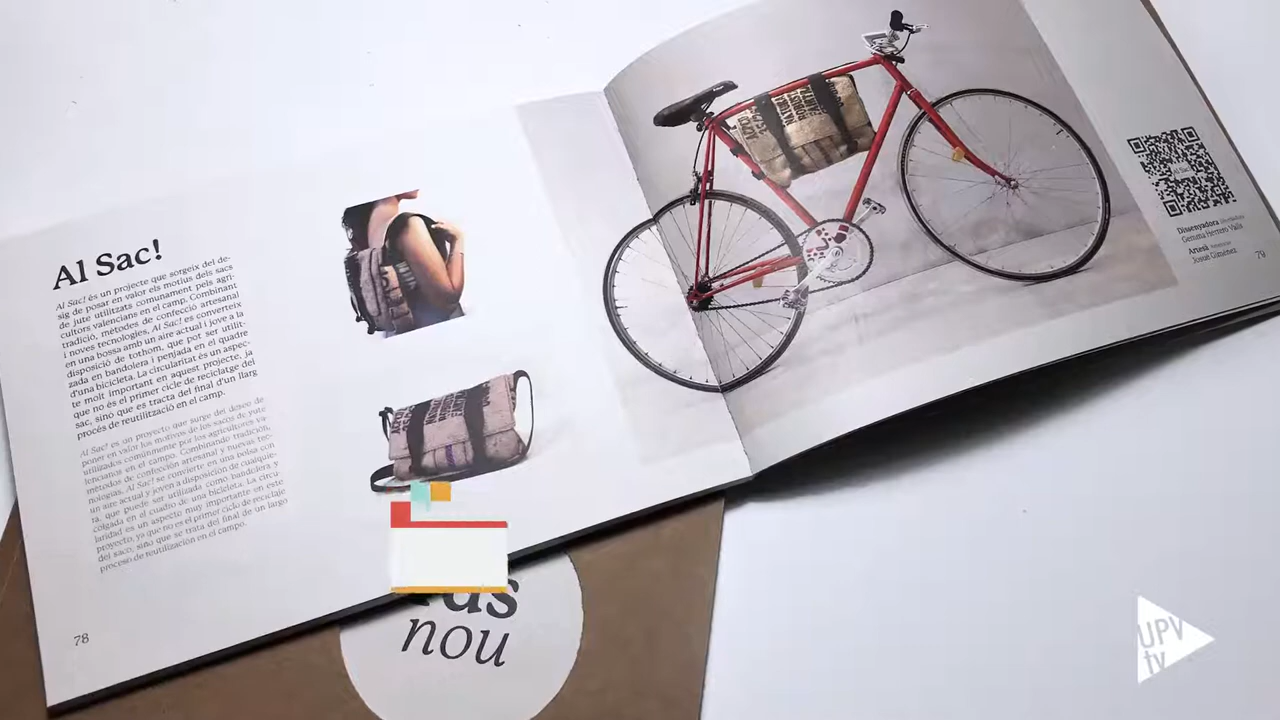 Al Sac!
Al Sac! és un projecte que sorgeix del de-
sig de posar en valor els motius dels sacs
de jute utilitzats comunament pels agri-
cultors valencians en el camp. Combinant
tradició, métodes de confecció artesanal
i noves tecnologies, Al Sac! es converteix
en una bossa amb un aire actual i jove a la
disposició de tothom, que pot ser utilit-
zada en bandolera i penjada en el quadre
d'una bicicleta. La circularitat és un aspec-
te molt important en aquest projecte, ja
que no és el primer cicle de reciclatge del
sac, sinó que es tracta del final d'un llarg
procés de reutilització en el camp.
Al Sac! es un proyecto que surge del deseo de
poner en valor los motivos de los sacos de yute
utilizados comúnmente por los agricultores va-
lencianos en el campo. Combinando tradición,
métodos de confección artesanal y nuevas tec-
nologías, Al Sac! se convierte en una bolsa con
un aire actual y joven a disposición de cualquie-
ra, que puede ser utilizada como bandolera y
colgada en el cuadro de una bicicleta. La circu-
laridad es un aspecto muy importante en este
proyecto, ya que no es el primer ciclo de reciclaje
del saco, sino que se trata del final de un largo
proceso de reutilización en el campo.
78
Al Sac!
Dissenyadora
Gemma Herrero Valls
Artesà
Josué Giménez
79
nou
UPV
tv